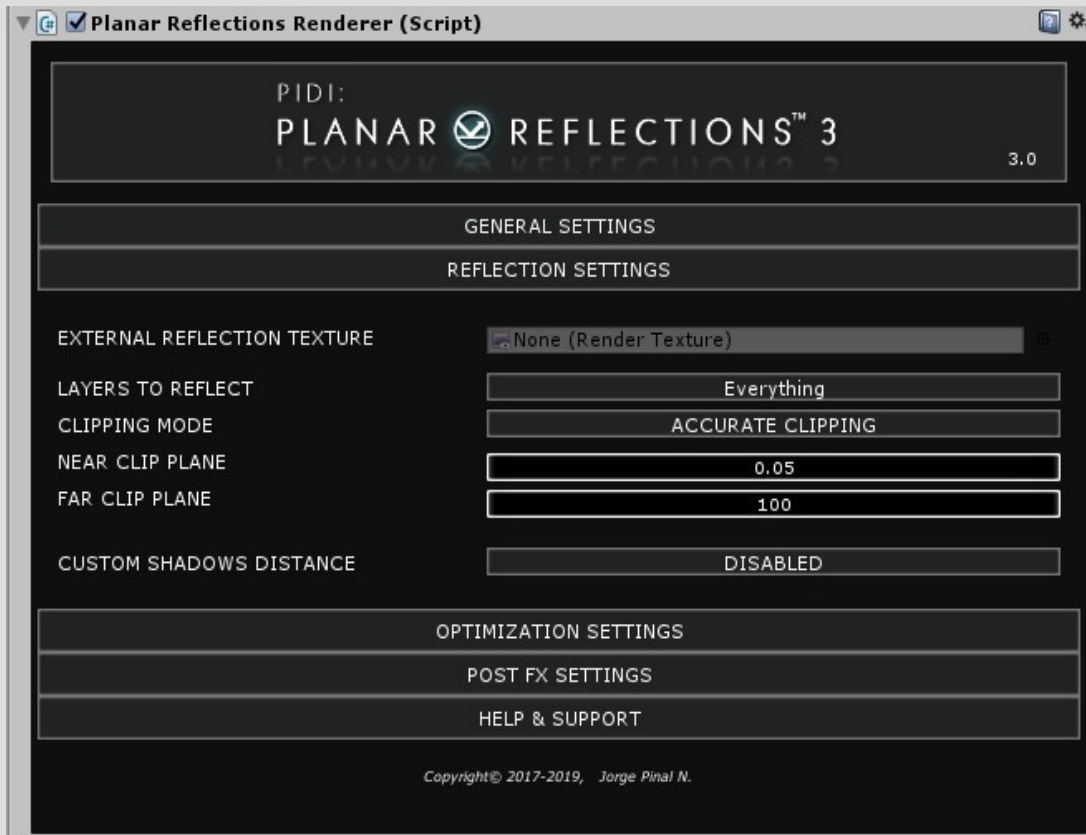 Planar Reflections Renderer (Script)
PIDI:
PLANAR REFLECTIONS™ 3
3.0
GENERAL SETTINGS
REFLECTION SETTINGS
EXTERNAL REFLECTION TEXTURE None (Render Texture)
LAYERS TO REFLECT Everything
CLIPPING MODE ACCURATE CLIPPING
NEAR CLIP PLANE 0.05
FAR CLIP PLANE 100
CUSTOM SHADOWS DISTANCE DISABLED
OPTIMIZATION SETTINGS
POST FX SETTINGS
HELP & SUPPORT
Copyright© 2017-2019, Jorge Pinal N.